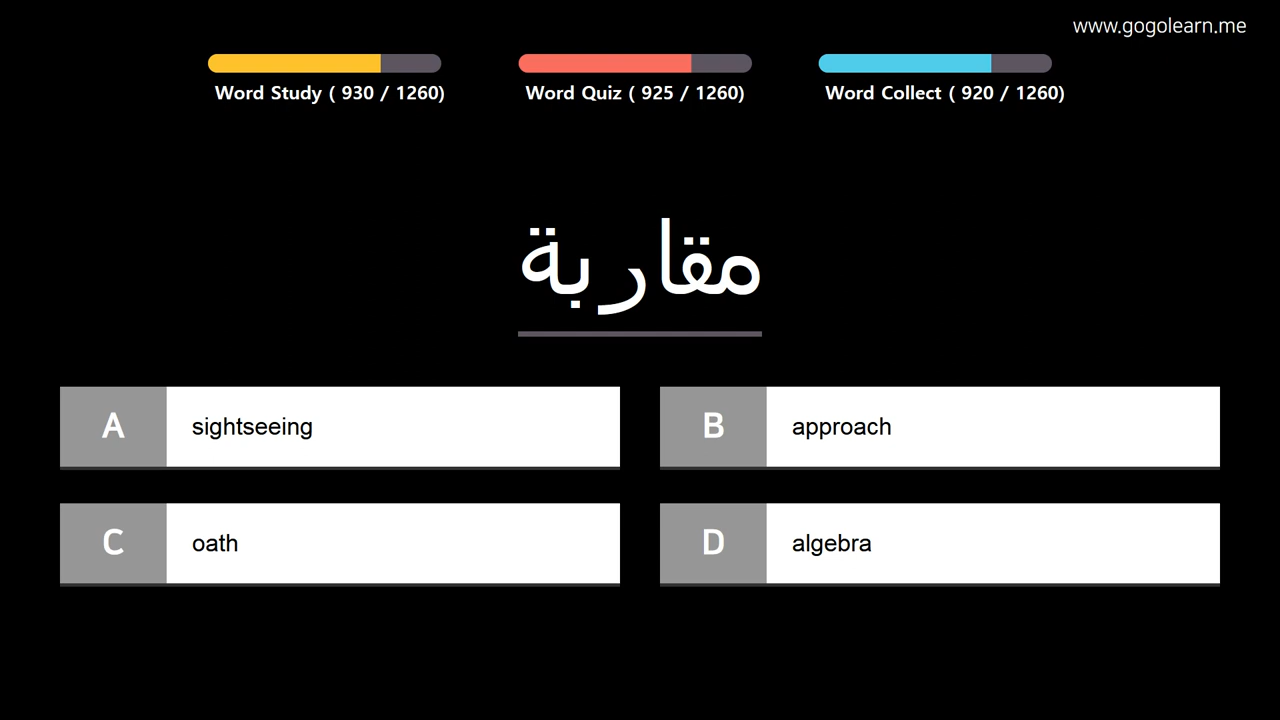 www.gogolearn.me
Word Study ( 930 / 1260)
Word Quiz ( 925 / 1260)
Word Collect ( 920 / 1260)
مقاربة
A sightseeing
B approach
C oath
D algebra